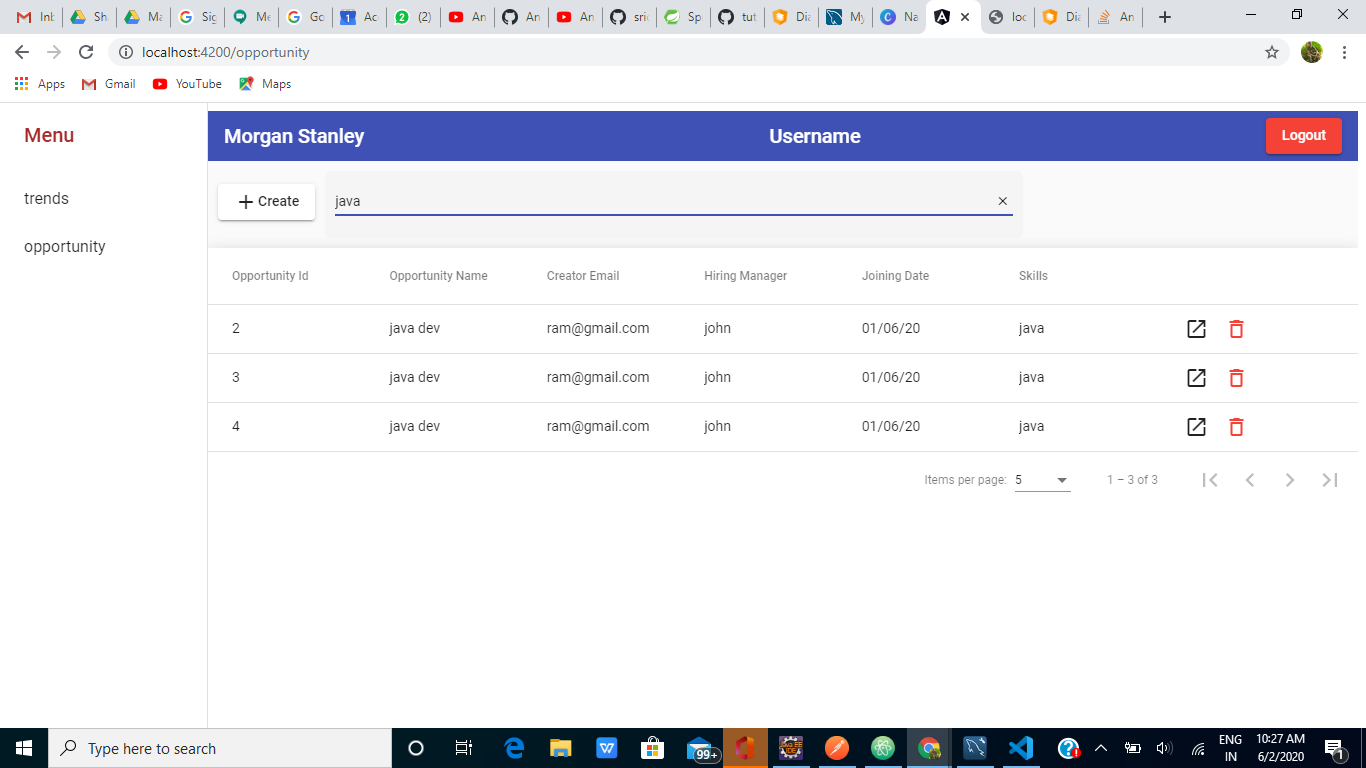 Inb Sh Ma Sig Me Go Ac (2) An An An sric Sp tut Dia My Na loc Dia An
localhost:4200/opportunity
Apps Gmail YouTube Maps
Menu
trends
opportunity
Morgan Stanley Username Logout
Create java
Opportunity Id Opportunity Name Creator Email Hiring Manager Joining Date Skills
2 java dev ram@gmail.com john 01/06/20 java
3 java dev ram@gmail.com john 01/06/20 java
4 java dev ram@gmail.com john 01/06/20 java
Items per page: 5 1 – 3 of 3
Type here to search
99+
ENG
IN
10:27 AM
6/2/2020
1